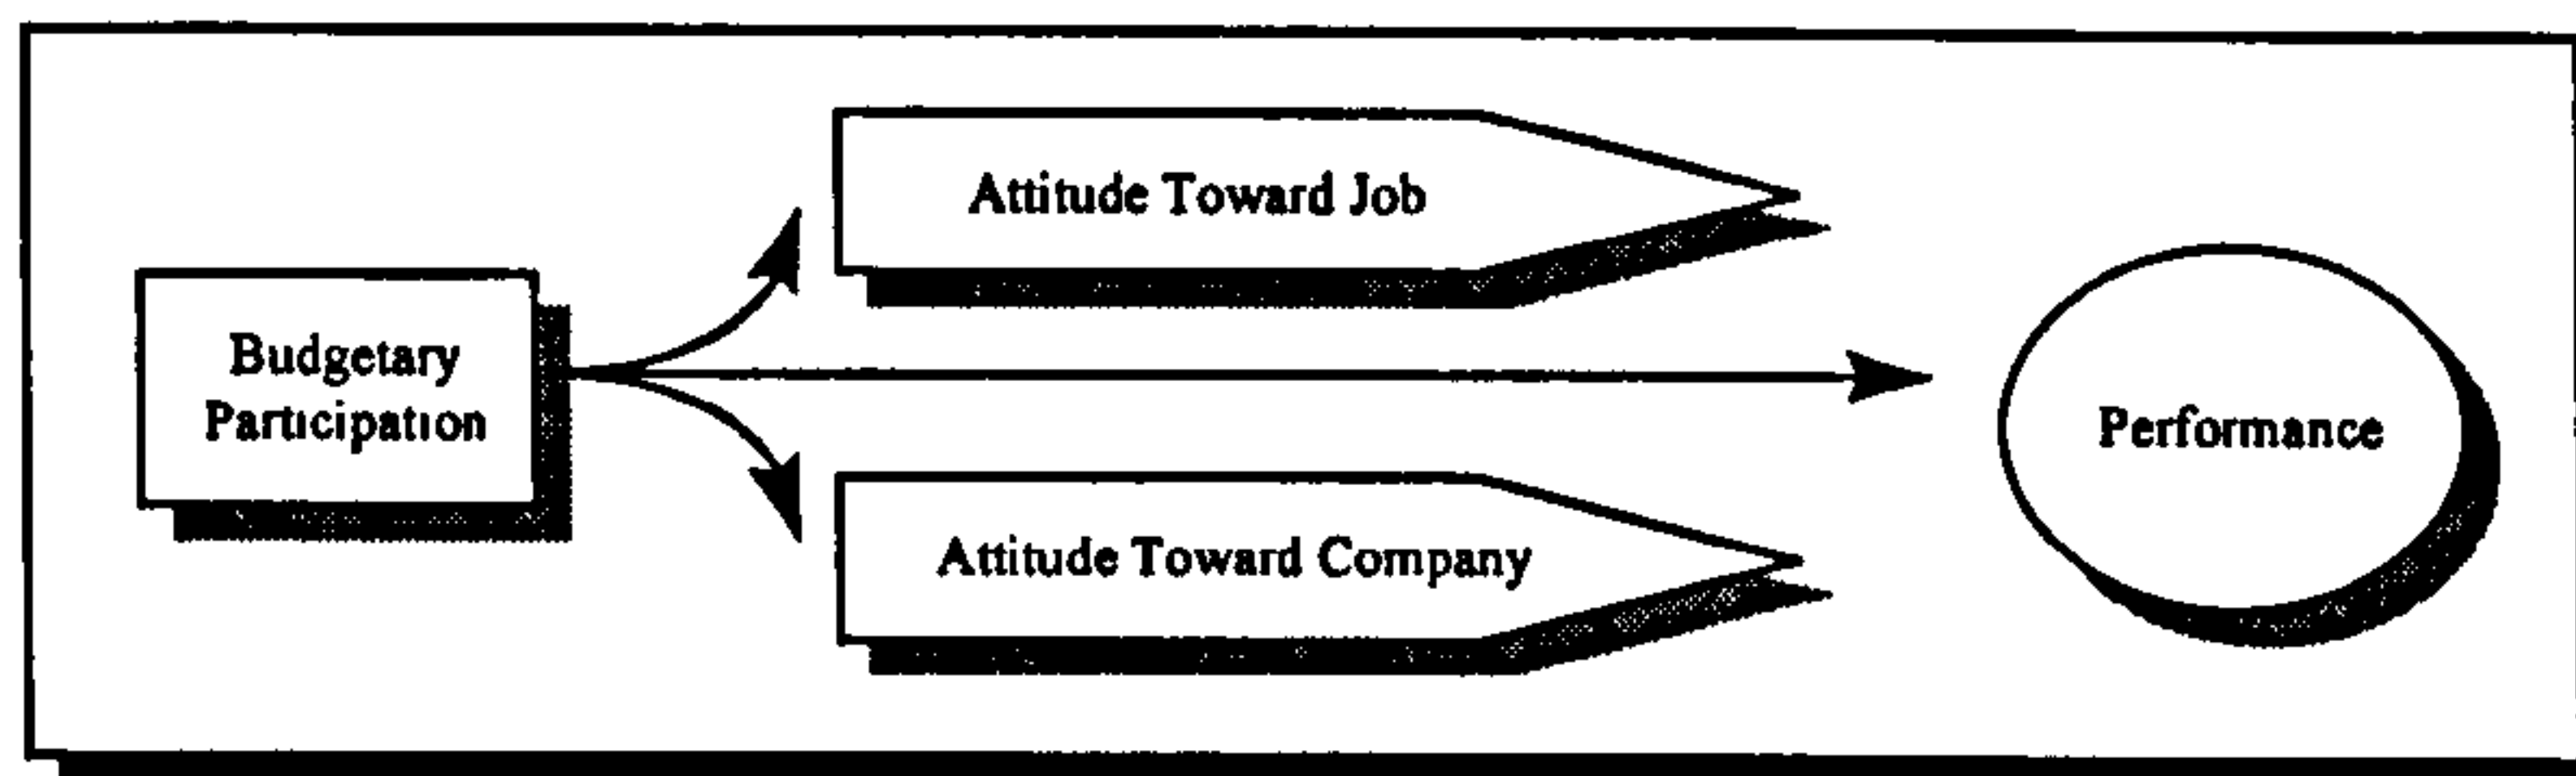 Attitude Toward Job
Budgetary
Participation
Performance
Attitude Toward Company